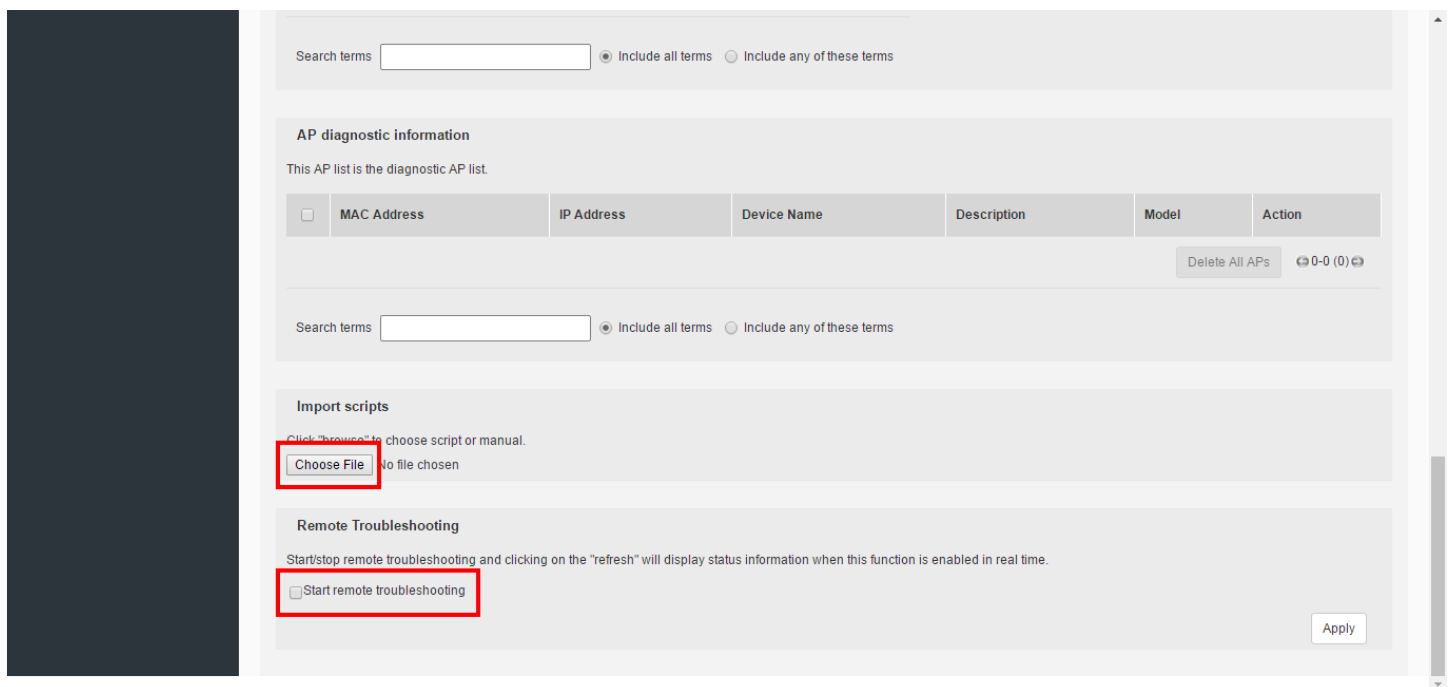 Search terms Include all terms Include any of these terms
AP diagnostic information
This AP list is the diagnostic AP list.
MAC Address IP Address Device Name Description Model Action
Delete All APs 0-0 (0)
Search terms Include all terms Include any of these terms
Import scripts
Click "browse" to choose script or manual.
Choose File No file chosen
Remote Troubleshooting
Start/stop remote troubleshooting and clicking on the "refresh" will display status information when this function is enabled in real time.
Start remote troubleshooting
Apply